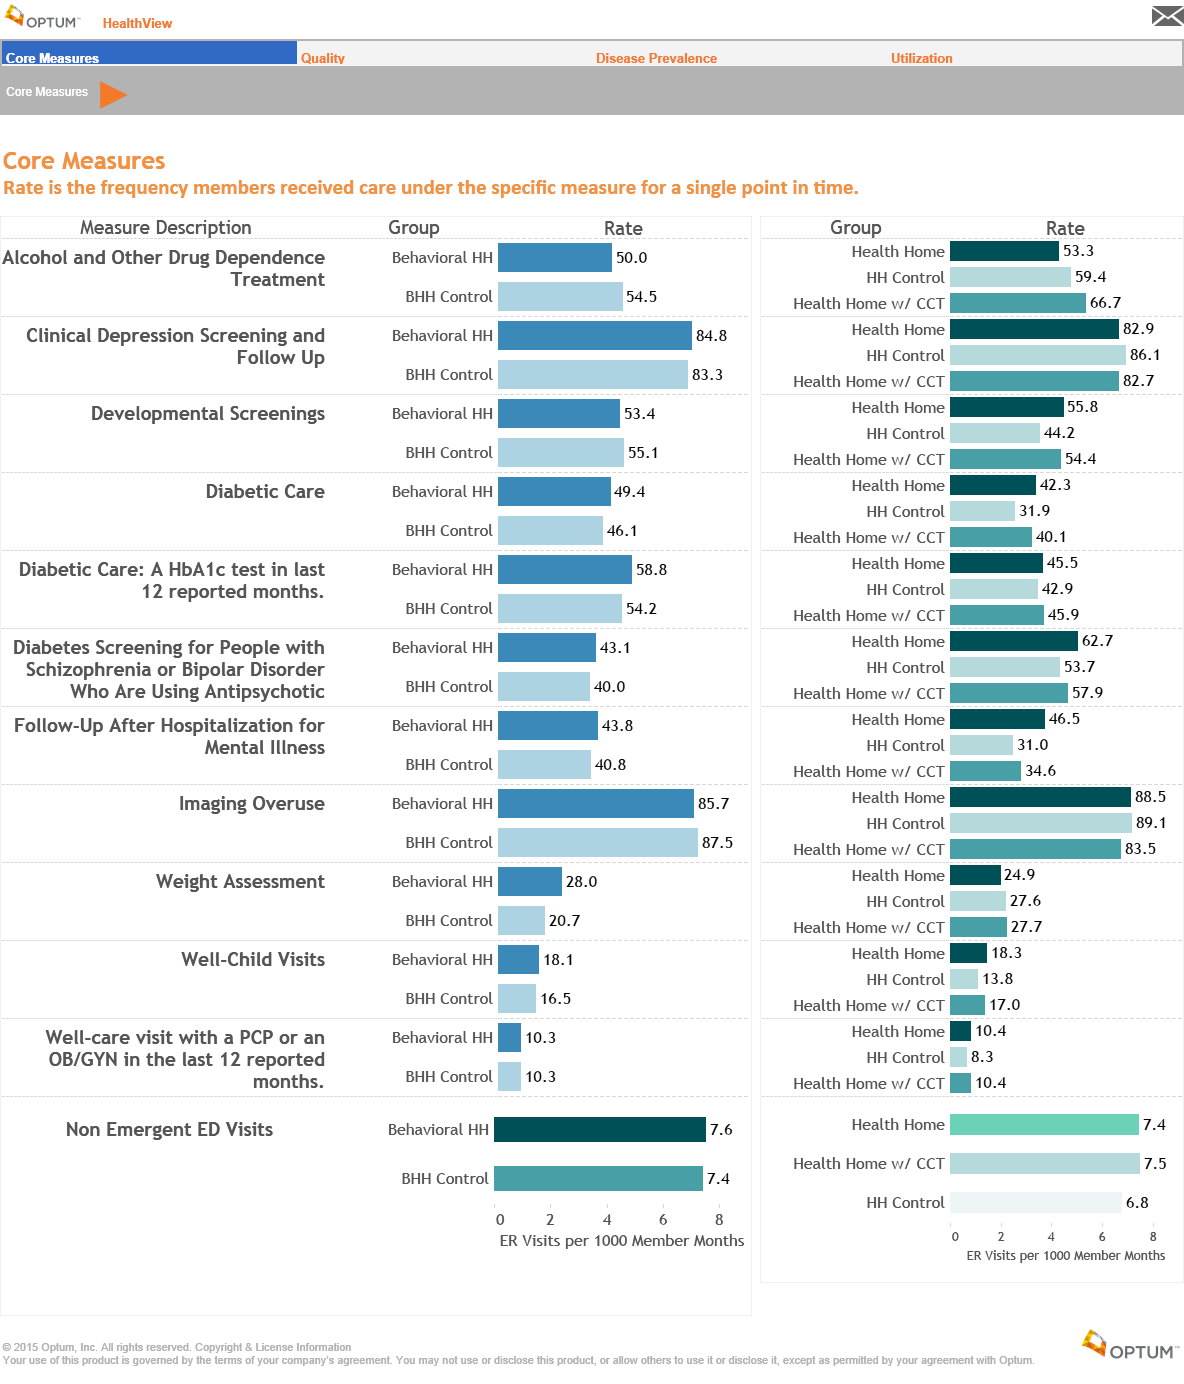 OPTUM™ HealthView
Core Measures Quality Disease Prevalence Utilization
Core Measures
Core Measures
Rate is the frequency members received care under the specific measure for a single point in time.
Measure Description Group Rate
Alcohol and Other Drug Dependence
Treatment
Behavioral HH 50.0
BHH Control 54.5
Clinical Depression Screening and
Follow Up
Behavioral HH 84.8
BHH Control 83.3
Developmental Screenings
Behavioral HH 53.4
BHH Control 55.1
Diabetic Care
Behavioral HH 49.4
BHH Control 46.1
Diabetic Care: A HbA1c test in last
12 reported months.
Behavioral HH 58.8
BHH Control 54.2
Diabetes Screening for People with
Schizophrenia or Bipolar Disorder
Who Are Using Antipsychotic
Behavioral HH 43.1
BHH Control 40.0
Follow-Up After Hospitalization for
Mental Illness
Behavioral HH 43.8
BHH Control 40.8
Imaging Overuse
Behavioral HH 85.7
BHH Control 87.5
Weight Assessment
Behavioral HH 28.0
BHH Control 20.7
Well-Child Visits
Behavioral HH 18.1
BHH Control 16.5
Well-care visit with a PCP or an
OB/GYN in the last 12 reported
months.
Behavioral HH 10.3
BHH Control 10.3
Non Emergent ED Visits
Behavioral HH 7.6
BHH Control 7.4
0 2 4 6 8
ER Visits per 1000 Member Months
Group Rate
Health Home 53.3
HH Control 59.4
Health Home w/ CCT 66.7
Health Home 82.9
HH Control 86.1
Health Home w/ CCT 82.7
Health Home 55.8
HH Control 44.2
Health Home w/ CCT 54.4
Health Home 42.3
HH Control 31.9
Health Home w/ CCT 40.1
Health Home 45.5
HH Control 42.9
Health Home w/ CCT 45.9
Health Home 62.7
HH Control 53.7
Health Home w/ CCT 57.9
Health Home 46.5
HH Control 31.0
Health Home w/ CCT 34.6
Health Home 88.5
HH Control 89.1
Health Home w/ CCT 83.5
Health Home 24.9
HH Control 27.6
Health Home w/ CCT 27.7
Health Home 18.3
HH Control 13.8
Health Home w/ CCT 17.0
Health Home 10.4
HH Control 8.3
Health Home w/ CCT 10.4
Health Home 7.4
Health Home w/ CCT 7.5
HH Control 6.8
0 2 4 6 8
ER Visits per 1000 Member Months
© 2015 Optum, Inc. All rights reserved. Copyright & License Information
Your use of this product is governed by the terms of your company's agreement. You may not use or disclose this product, or allow others to use it or disclose it, except as permitted by your agreement with Optum.
OPTUM™